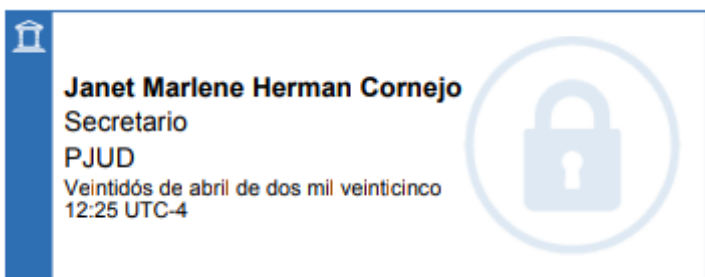 Janet Marlene Herman Cornejo
Secretario
PJUD
Veintidós de abril de dos mil veinticinco
12:25 UTC-4